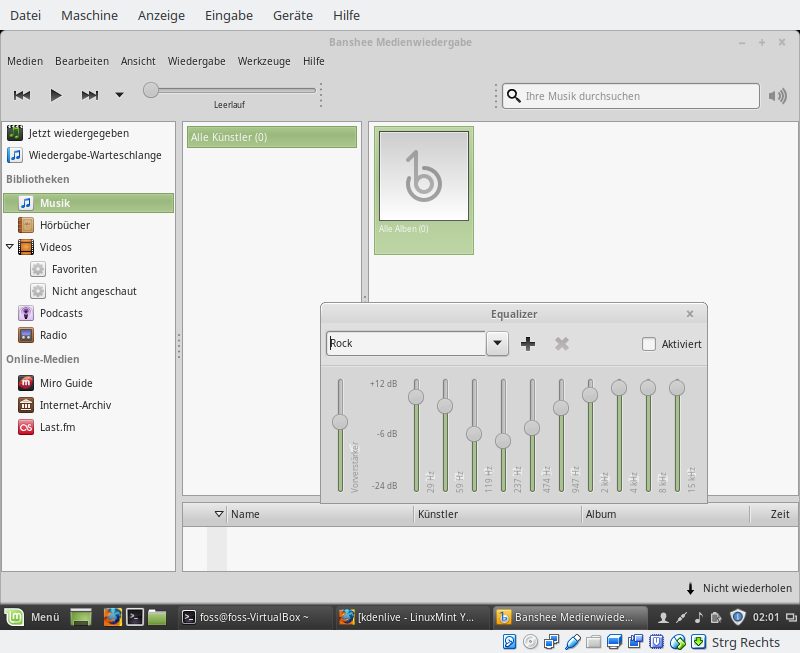 Datei Maschine Anzeige Eingabe Geräte Hilfe
Banshee Medienwiedergabe
Medien Bearbeiten Ansicht Wiedergabe Werkzeuge Hilfe
Leerlauf
Ihre Musik durchsuchen
Jetzt wiedergegeben
Wiedergabe-Warteschlange
Bibliotheken
Musik
Hörbücher
Videos
Favoriten
Nicht angeschaut
Podcasts
Radio
Online-Medien
Miro Guide
Internet-Archiv
Last.fm
Alle Künstler (0)
Alle Alben (0)
Equalizer
Rock
Aktiviert
+12 dB
-6 dB
-24 dB
Vorverstärker
29 Hz
59 Hz
119 Hz
237 Hz
474 Hz
947 Hz
2 kHz
4 kHz
8 kHz
15 kHz
Name Künstler Album Zeit
Nicht wiederholen
Menü
foss@foss-VirtualBox ~
[kdenlive - LinuxMint Y...
Banshee Medienwiede...
02:01
Strg Rechts